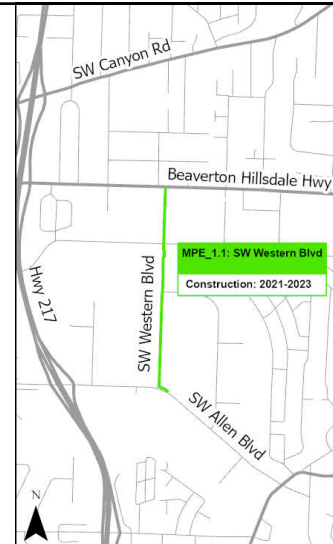 SW Canyon Rd
Beaverton Hillsdale Hwy
MPE_1.1: SW Western Blvd
Construction: 2021-2023
Hwy 217
SW Western Blvd
SW Allen Blvd
N